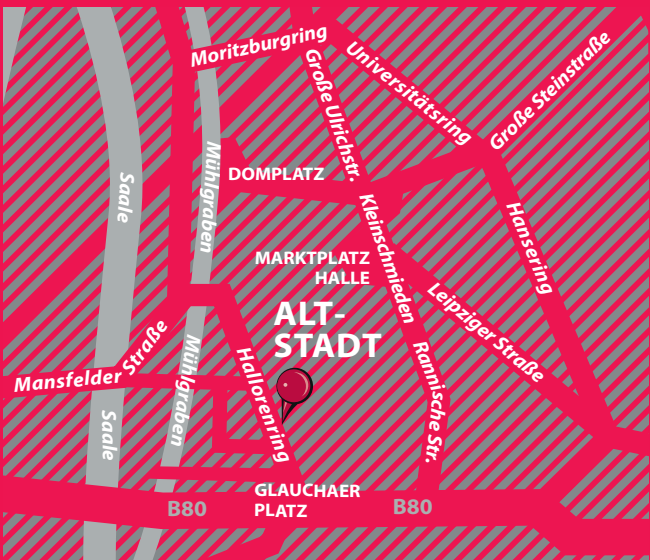 Moritzburgring
Große Ulrichstr.
Universitätsring
Große Steinstraße
Saale
Mühlgraben
DOMPLATZ
Kleinschmieden
Hansering
MARKTPLATZ
HALLE
ALT-
STADT
Leipziger Straße
Mansfelder Straße
Mühlgraben
Hallorenring
Rannische Str.
Saale
GLAUCHAER
PLATZ
B80
B80